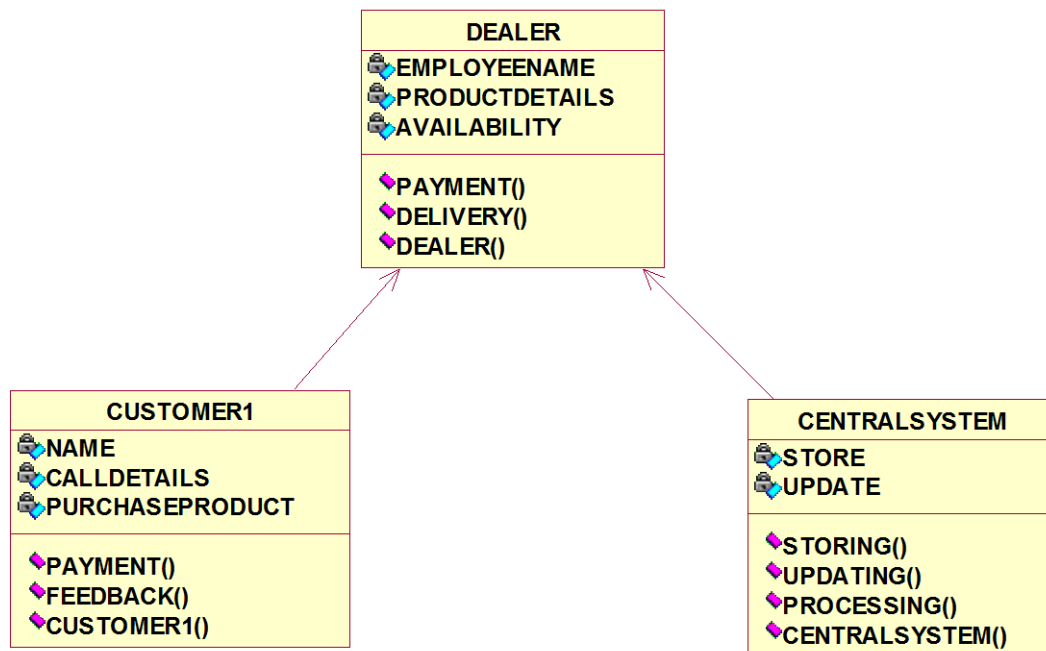 DEALER
EMPLOYEENAME
PRODUCTDETAILS
AVAILABILITY
PAYMENT()
DELIVERY()
DEALER()
CUSTOMER1
NAME
CALLDETAILS
PURCHASEPRODUCT
PAYMENT()
FEEDBACK()
CUSTOMER1()
CENTRALSYSTEM
STORE
UPDATE
STORING()
UPDATING()
PROCESSING()
CENTRALSYSTEM()